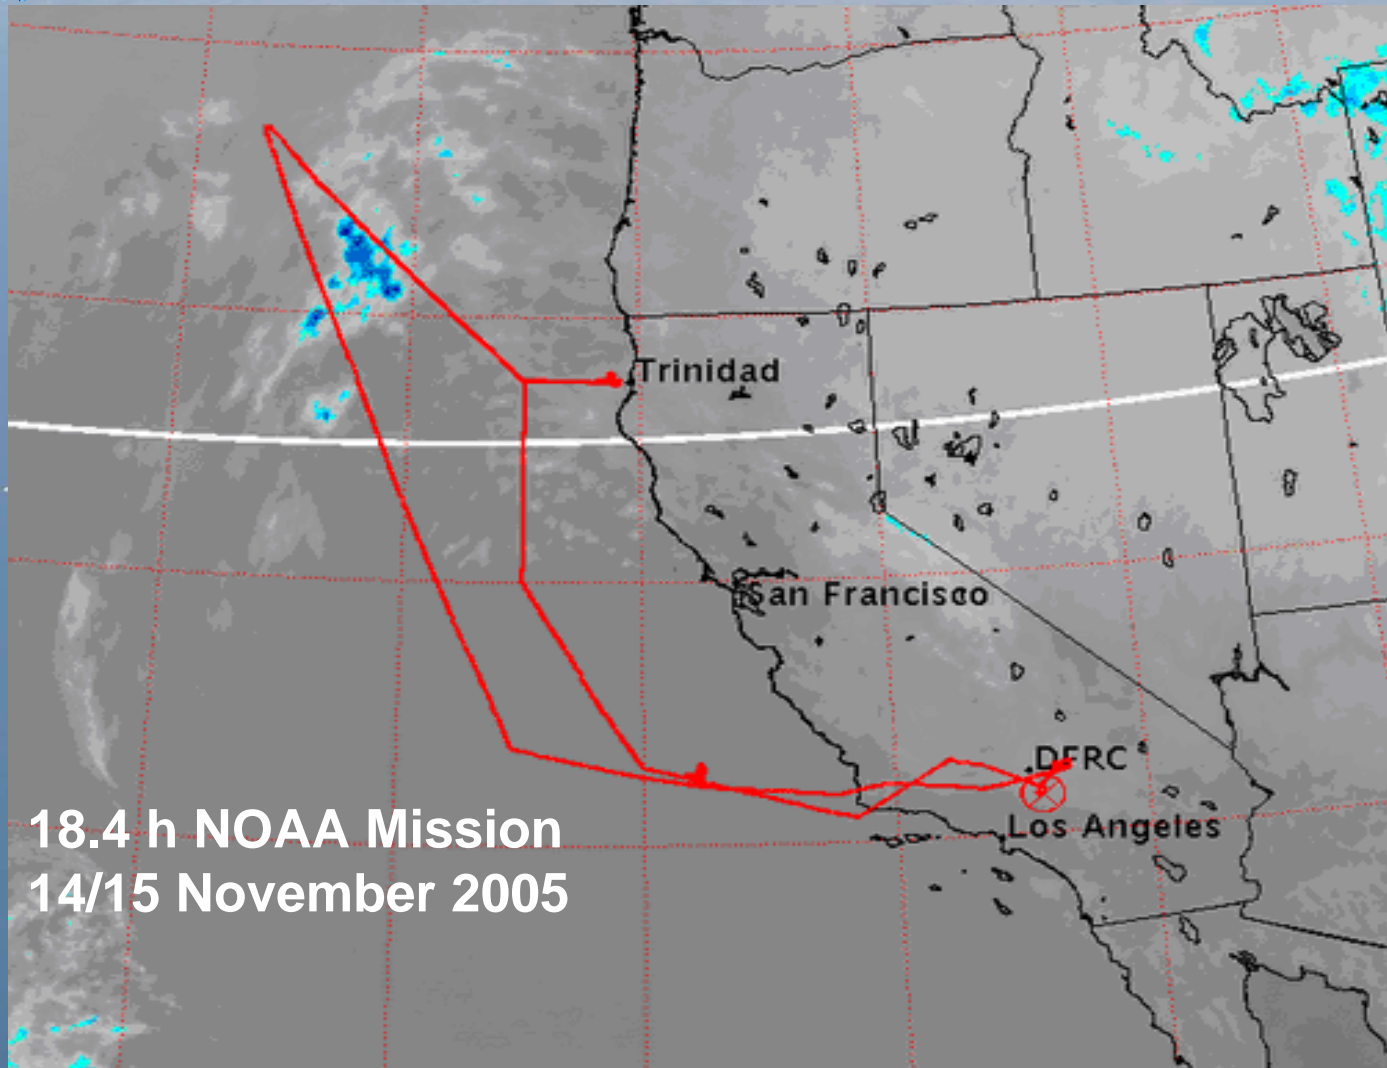 Trinidad
San Francisco
DFRC
Los Angeles
18.4 h NOAA Mission
14/15 November 2005